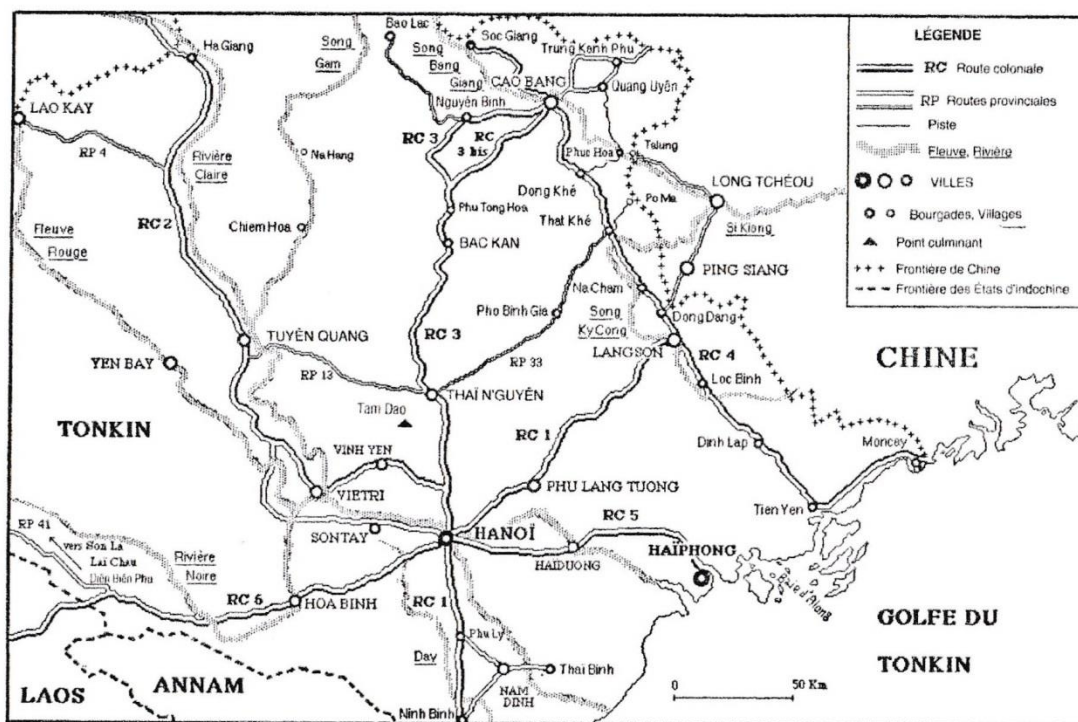 Ha Giang
Song
Gam
Bao Lac
Soc Giang
Song
Bang
Giang
Trung Kanh Phu
CAO BANG
Quang Uyên
Nguyên Binh
LAO KAY
RC 3
RC
3 bis
RP 4
Na Hang
Rivière
Claire
Phuc Hoa
Talung
LONG TCHÉOU
Dong Khé
Phu Tong Hoa
That Khé
Po Ma
RC 2
Chiem Hoa
Si Kiang
Fleuve
Rouge
BAC KAN
PING SIANG
Na Cham
Pho Binh Gia
Song
Ky Cong
Dong Dang
RC 3
TUYÊN QUANG
LANGSON
RC 4
YEN BAY
RP 13
RP 33
THAÏ N'GUYÊN
Loc Binh
CHINE
Tam Dao
TONKIN
RC 1
Dinh Lap
Moncay
VINH YEN
VIETRI
PHU LANG TUONG
Tien Yen
RP 41
SONTAY
HANOÏ
RC 5
vers Son La
Lai Chau
Diên Biên Phu
Rivière
Noire
HAIDUONG
HAÏPHONG
Baie d'Along
RC 6
HOA BINH
RC 1
GOLFE DU
TONKIN
Phu Ly
Day
Thaï Binh
NAM
DINH
LAOS
ANNAM
Ninh Binh
0
50 Km
LÉGENDE
RC Route coloniale
RP Routes provinciales
Piste
Fleuve, Rivière
VILLES
Bourgades, Villages
Point culminant
Frontière de Chine
Frontière des États d'indochine